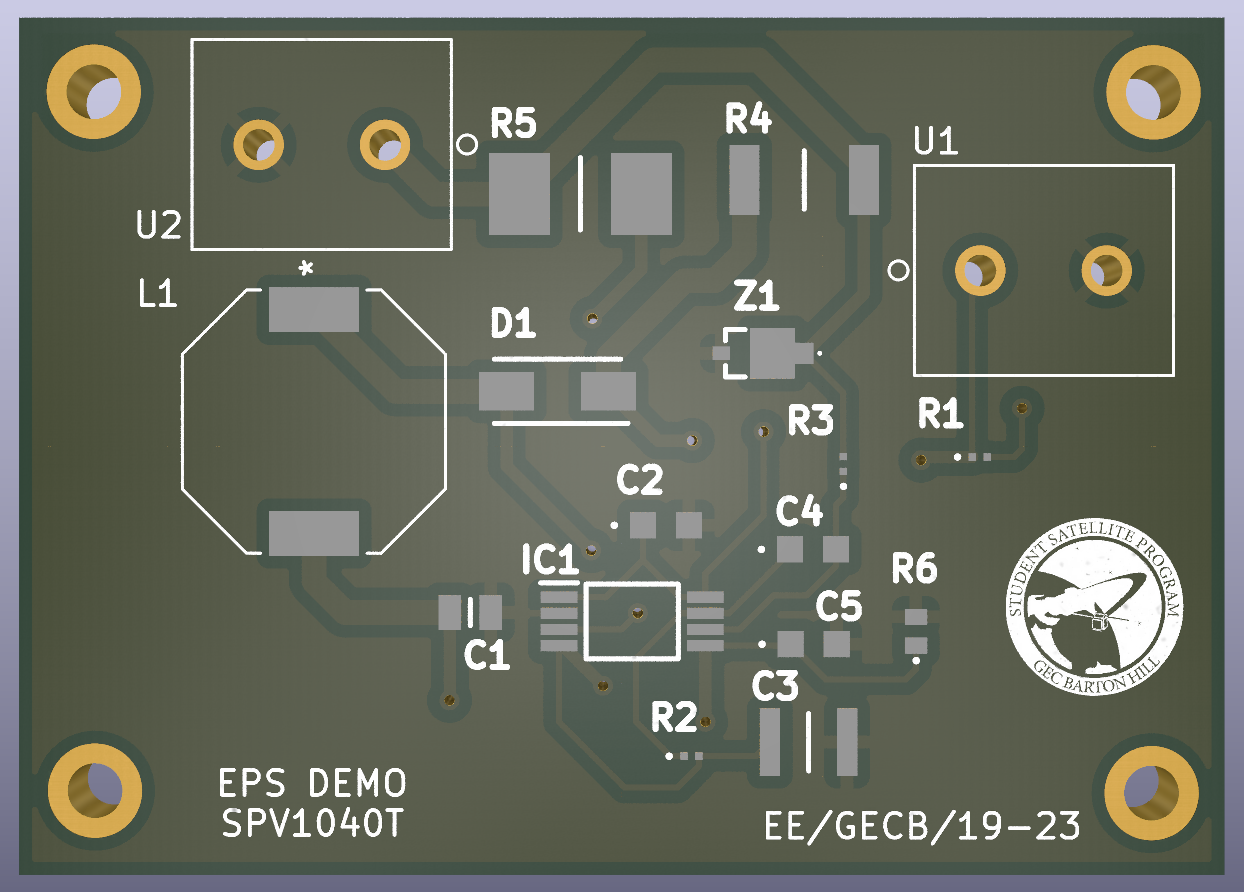 R5
R4
U1
U2
*
L1
Z1
D1
R3
R1
C2
C4
IC1
R6
C5
C1
C3
R2
STUDENT SATELLITE PROGRAM
GEC BARTON HILL
EPS DEMO
SPV1040T
EE/GECB/19-23